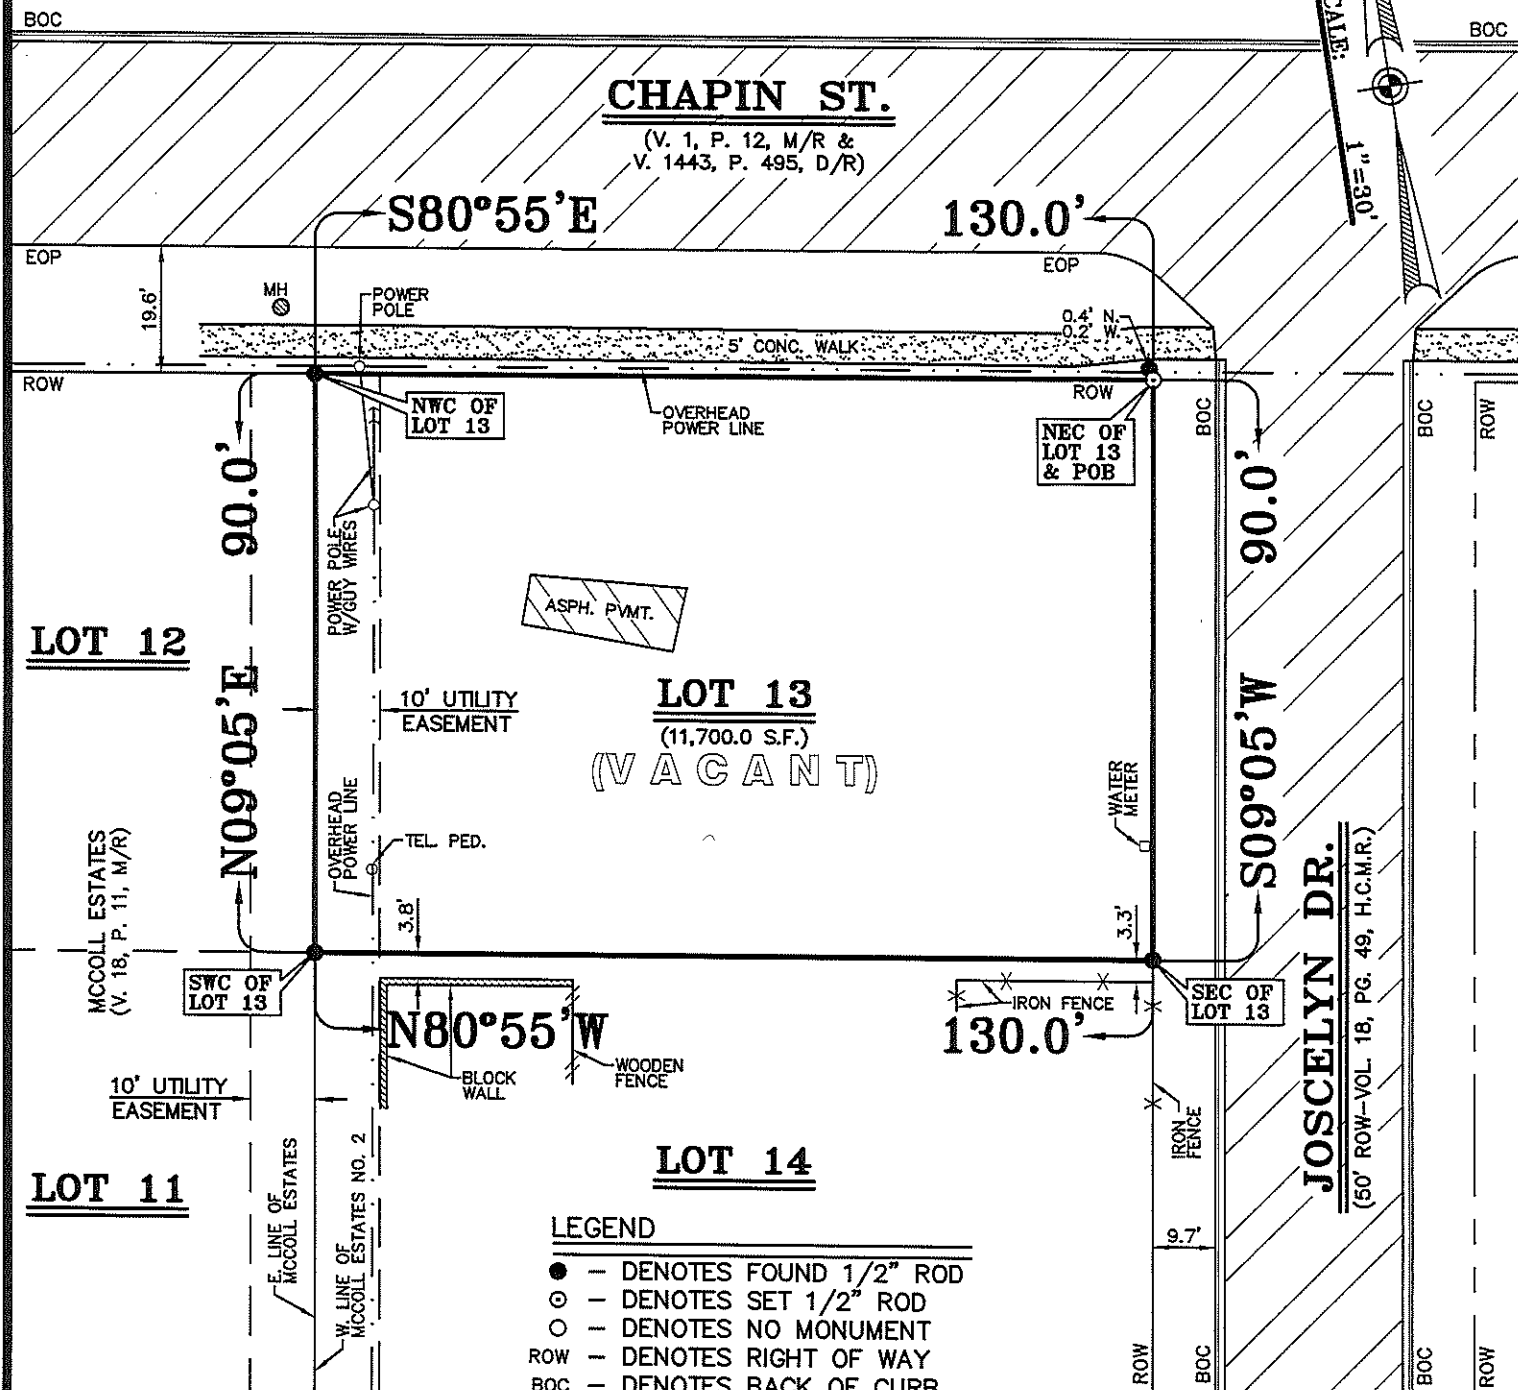 BOC
BOC
SCALE:
1"=30'
CHAPIN ST.
(V. 1, P. 12, M/R &
V. 1443, P. 495, D/R)
S80°55'E
130.0'
EOP
EOP
19.6'
MH
POWER
POLE
0.4' N.
0.2' W.
5' CONC. WALK
ROW
ROW
NWC OF
LOT 13
OVERHEAD
POWER LINE
NEC OF
LOT 13
& POB
BOC
BOC
ROW
90.0'
90.0'
POWER POLE
W/GUY WIRES
ASPH. PVMT.
LOT 12
N09°05'E
10' UTILITY
EASEMENT
LOT 13
(11,700.0 S.F.)
(VACANT)
S09°05'W
WATER
METER
OVERHEAD
POWER LINE
TEL. PED.
MCCOLL ESTATES
(V. 18, P. 11, M/R)
3.8'
3.3'
JOSCELYN DR.
(50' ROW-VOL. 18, PG. 49, H.C.M.R.)
SWC OF
LOT 13
SEC OF
LOT 13
IRON FENCE
N80°55'W
130.0'
BLOCK
WALL
WOODEN
FENCE
10' UTILITY
EASEMENT
IRON
FENCE
LOT 11
E. LINE OF
MCCOLL ESTATES
W. LINE OF
MCCOLL ESTATES NO. 2
LOT 14
9.7'
LEGEND
● – DENOTES FOUND 1/2" ROD
⊙ – DENOTES SET 1/2" ROD
○ – DENOTES NO MONUMENT
ROW – DENOTES RIGHT OF WAY
BOC – DENOTES BACK OF CURB
ROW
BOC
BOC
ROW